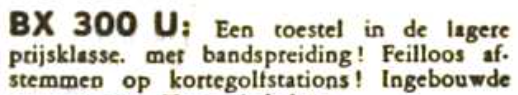 BX 300 U: Een toestel in de lagere
prijsklasse. met bandspreiding! Feilloos af-
stemmen op kortegolfstations! Ingebouwde